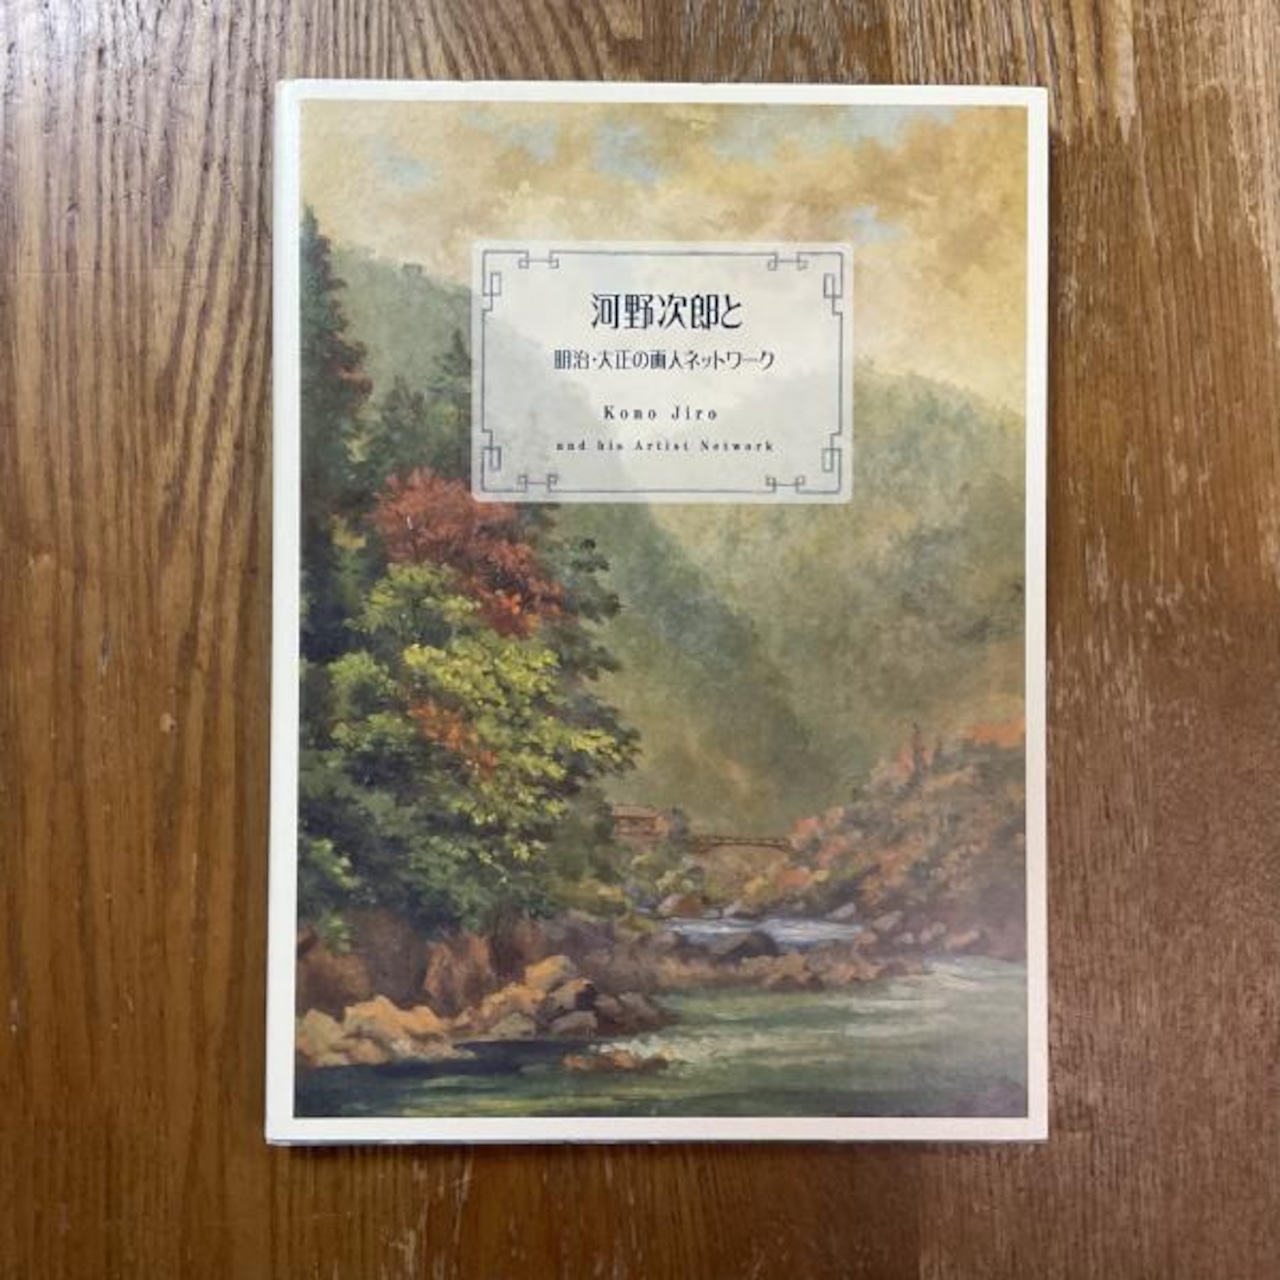 河野次郎と
明治・大正の画人ネットワーク
Kono Jiro
and his Artist Network